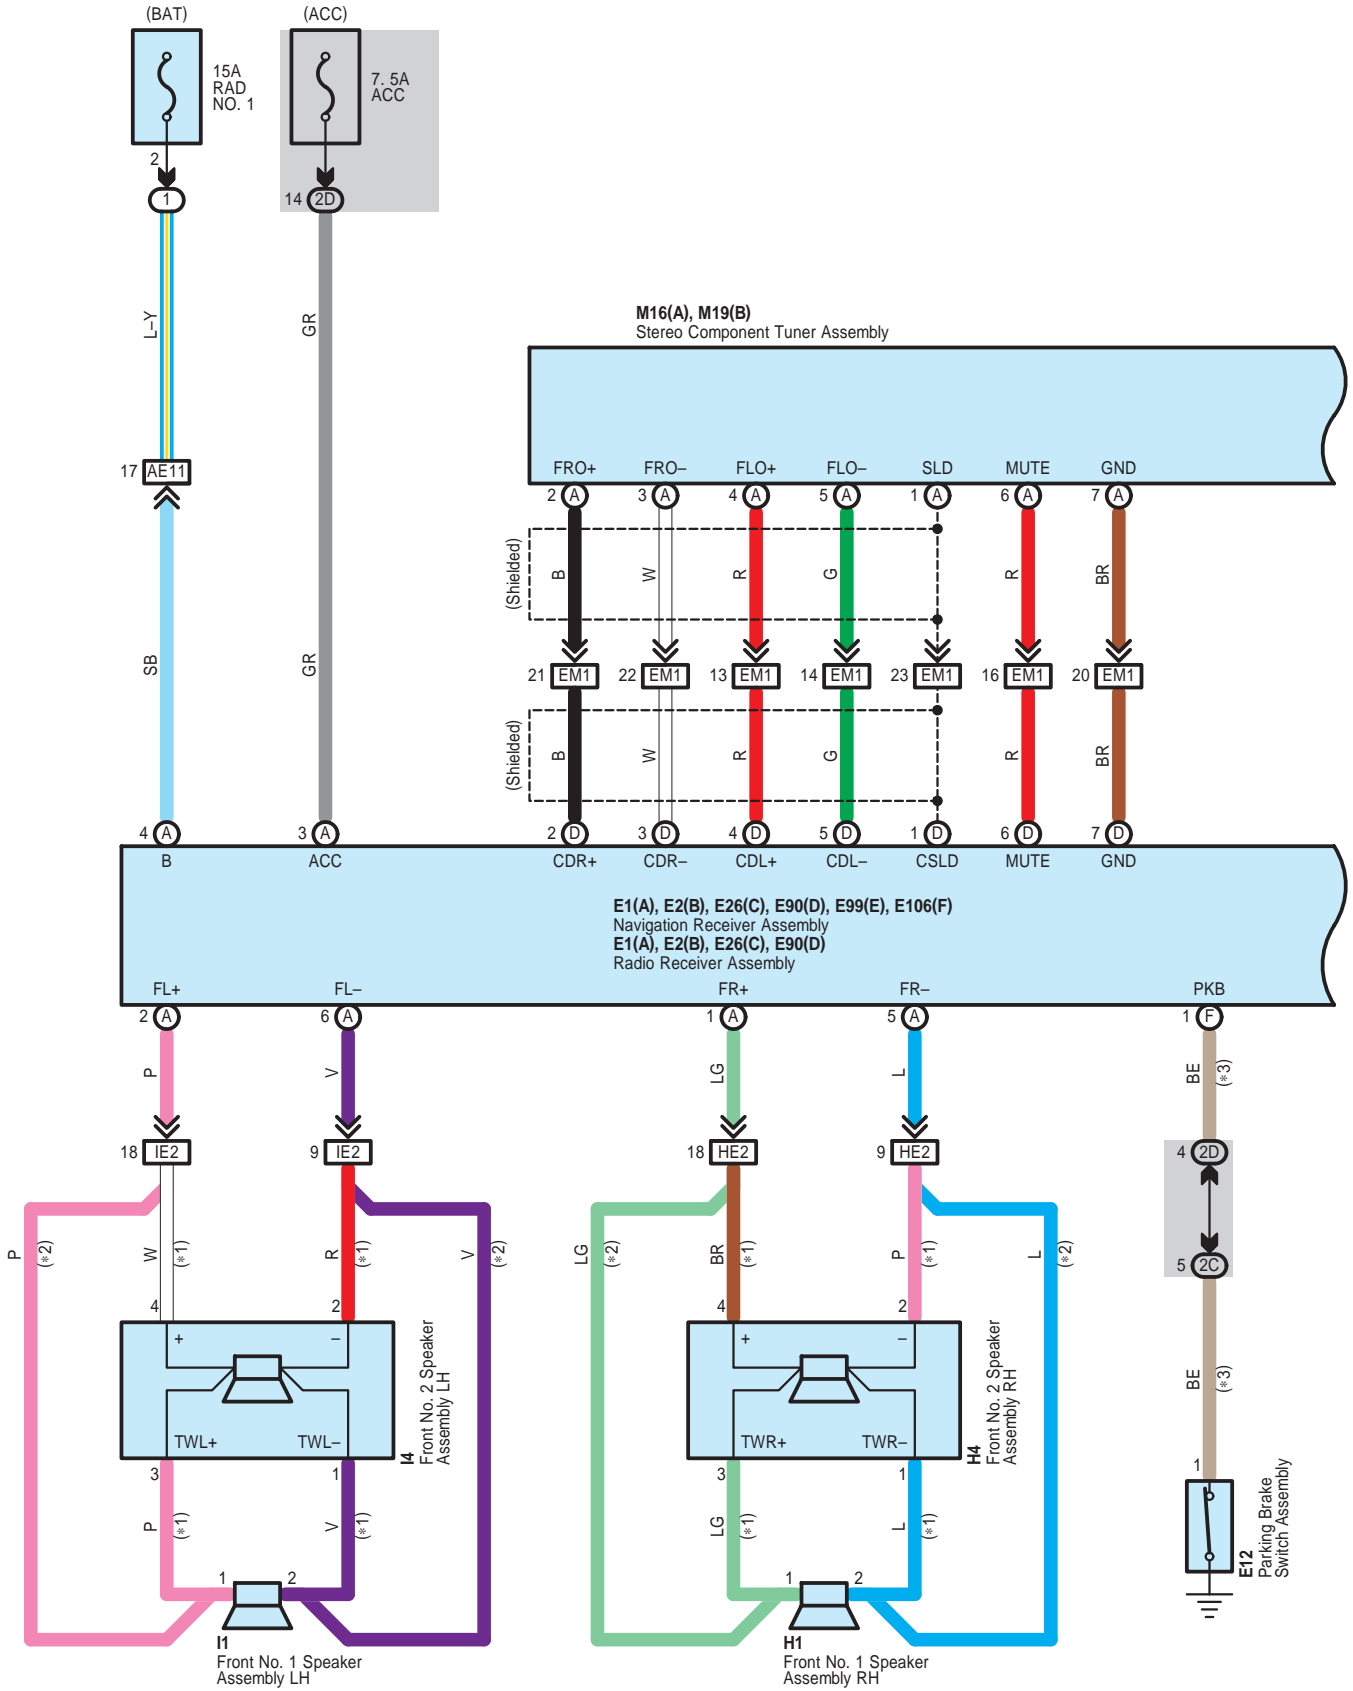 (BAT)
(ACC)
15A
RAD
NO. 1
7. 5A
ACC
2
1
14
2D
L–Y
GR
M16(A), M19(B)
Stereo Component Tuner Assembly
17
AE11
FRO+
FRO–
FLO+
FLO–
SLD
MUTE
GND
2
A
3
A
4
A
5
A
1
A
6
A
7
A
(Shielded)
B
W
R
G
R
BR
SB
GR
21
EM1
22
EM1
13
EM1
14
EM1
23
EM1
16
EM1
20
EM1
(Shielded)
B
W
R
G
R
BR
4
A
3
A
2
D
3
D
4
D
5
D
1
D
6
D
7
D
B
ACC
CDR+
CDR–
CDL+
CDL–
CSLD
MUTE
GND
E1(A), E2(B), E26(C), E90(D), E99(E), E106(F)
Navigation Receiver Assembly
E1(A), E2(B), E26(C), E90(D)
Radio Receiver Assembly
FL+
FL–
FR+
FR–
PKB
2
A
6
A
1
A
5
A
1
F
P
V
LG
L
BE
(*3)
18
IE2
9
IE2
18
HE2
9
HE2
4
2D
P
(*2)
W
(*1)
R
(*1)
V
(*2)
LG
(*2)
BR
(*1)
P
(*1)
L
(*2)
5
2C
4
2
4
2
+
–
+
–
I4
Front No. 2 Speaker
Assembly LH
H4
Front No. 2 Speaker
Assembly RH
BE
(*3)
TWL+
TWL–
TWR+
TWR–
3
1
3
1
1
P
(*1)
V
(*1)
LG
(*1)
L
(*1)
E12
Parking Brake
Switch Assembly
1
2
1
2
I1
Front No. 1 Speaker
Assembly LH
H1
Front No. 1 Speaker
Assembly RH